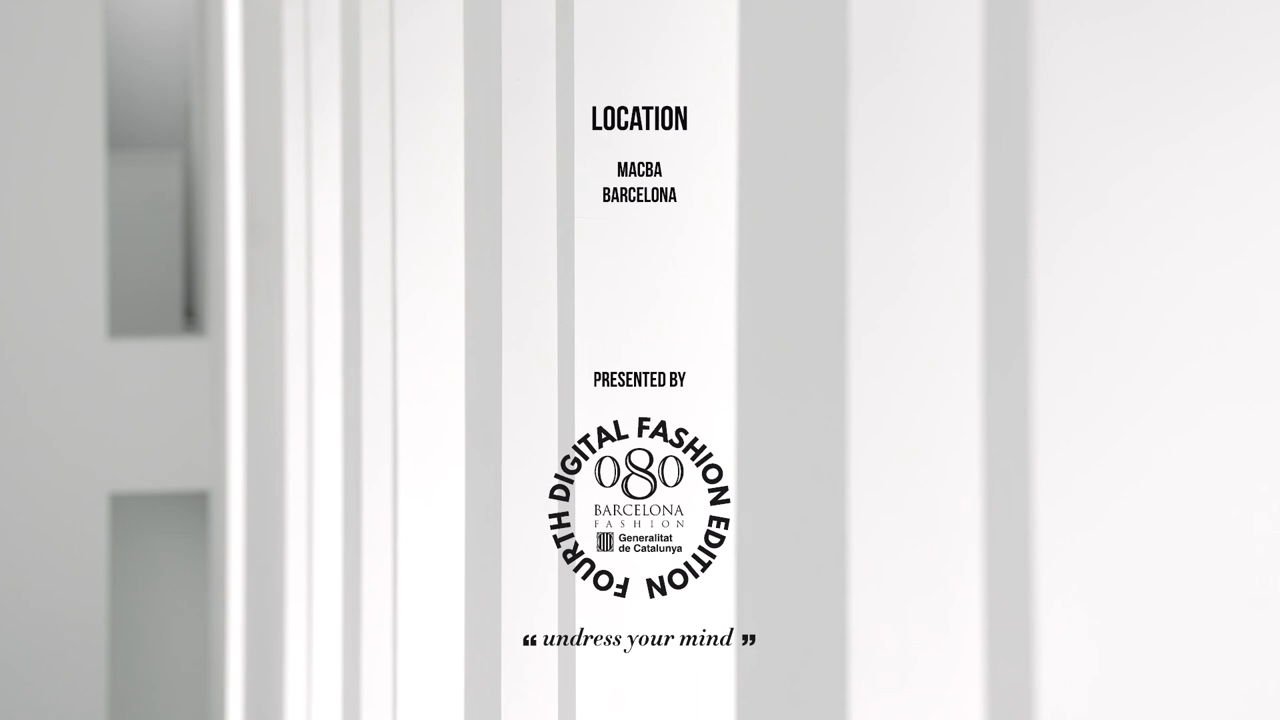 LOCATION
MACBA
BARCELONA
PRESENTED BY
FOURTH DIGITAL FASHION EDITION
080
BARCELONA
FASHION
Generalitat
de Catalunya
“ undress your mind ”